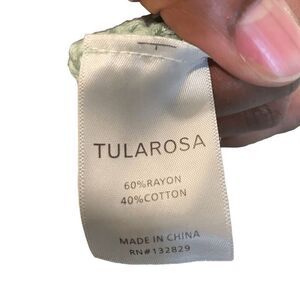 TULAROSA
60%RAYON
40%COTTON
MADE IN CHINA
RN#132829